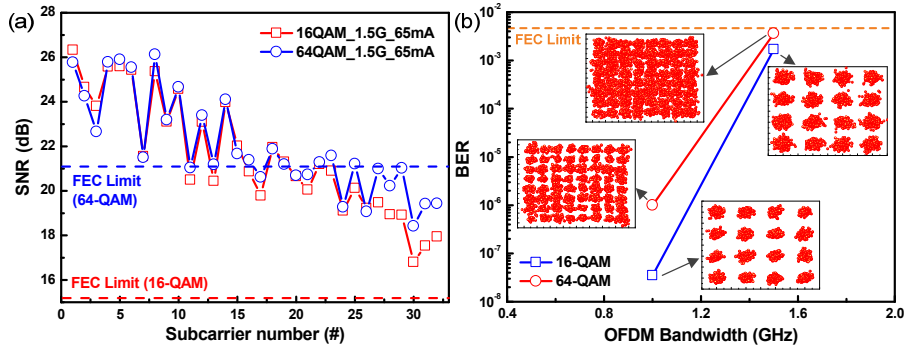 (a)
28
26
24
22
20
18
16
SNR (dB)
16QAM_1.5G_65mA
64QAM_1.5G_65mA
FEC Limit
(64-QAM)
FEC Limit (16-QAM)
0 5 10 15 20 25 30
Subcarrier number (#)
(b)
10⁻²
10⁻³
10⁻⁴
10⁻⁵
10⁻⁶
10⁻⁷
10⁻⁸
BER
FEC Limit
16-QAM
64-QAM
0.4 0.8 1.2 1.6 2.0
OFDM Bandwidth (GHz)